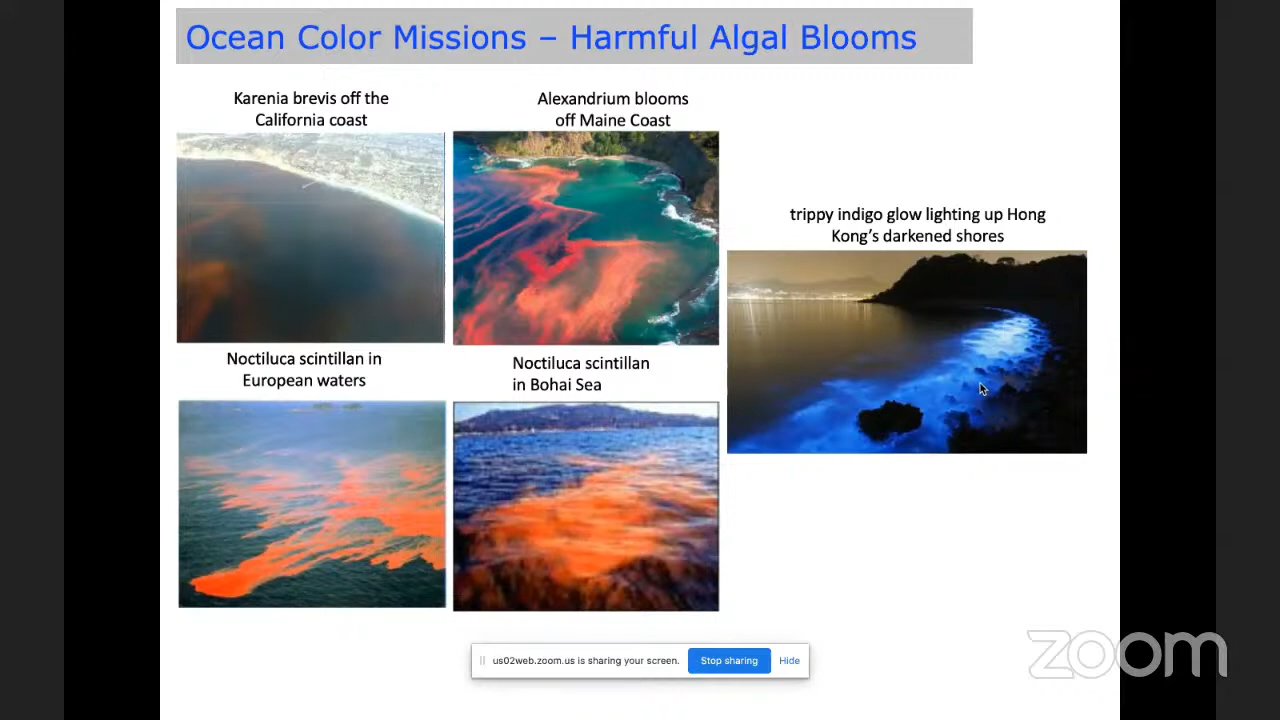 Ocean Color Missions – Harmful Algal Blooms
Karenia brevis off the
California coast
Alexandrium blooms
off Maine Coast
trippy indigo glow lighting up Hong
Kong’s darkened shores
Noctiluca scintillan in
European waters
Noctiluca scintillan
in Bohai Sea
us02web.zoom.us is sharing your screen.
Stop sharing
Hide
zoom